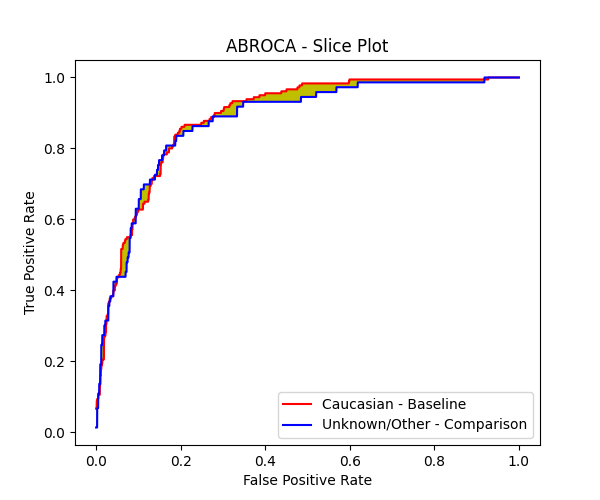 ABROCA - Slice Plot
1.0
0.8
0.6
0.4
0.2
0.0
True Positive Rate
Caucasian - Baseline
Unknown/Other - Comparison
0.0 0.2 0.4 0.6 0.8 1.0
False Positive Rate